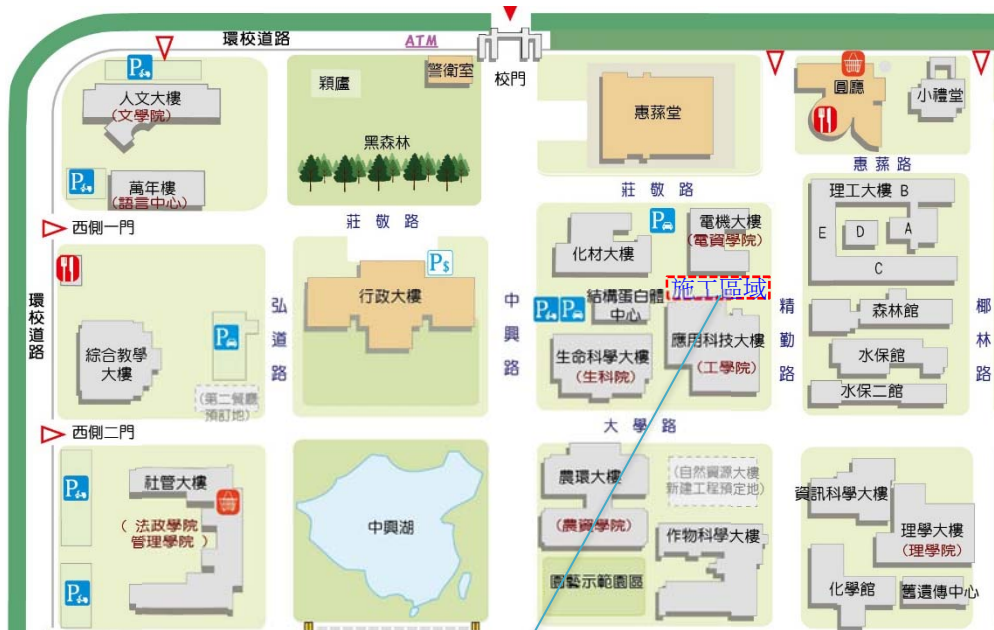 環校道路
ATM
校門
P
人文大樓
(文學院)
穎廬
警衛室
惠蓀堂
圓廳
小禮堂
黑森林
P
萬年樓
(語言中心)
惠蓀路
莊敬路
西側一門
莊敬路
理工大樓 B
E
D
A
C
P
電機大樓
(電資學院)
化材大樓
P$
行政大樓
環校道路
弘道路
中興路
精勤路
椰林路
施工區域
P
P
結構蛋白體
中心
森林館
綜合教學
大樓
P
應用科技大樓
(工學院)
生命科學大樓
(生科院)
水保館
水保二館
(第二餐廳
預訂地)
西側二門
大學路
P
社管大樓
(法政學院
管理學院)
中興湖
農環大樓
(農資學院)
(自然資源大樓
新建工程預定地)
資訊科學大樓
理學大樓
(理學院)
作物科學大樓
P
園藝示範園區
化學館
舊遺傳中心